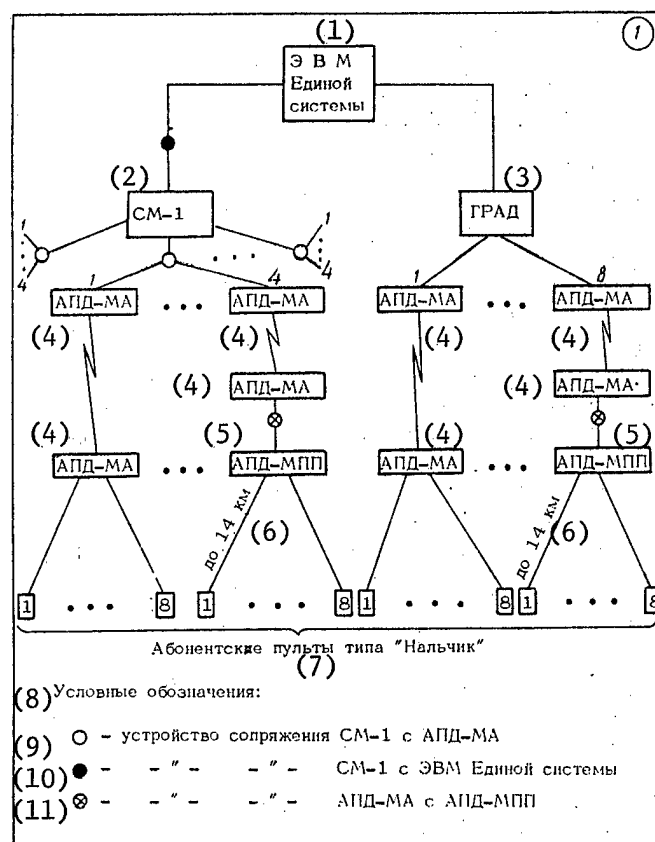 (1)
1
Э В М
Единой
системы
(2)
(3)
СМ-1
ГРАД
1
4
1
4
1
4
1
8
АПД-МА
АПД-МА
АПД-МА
АПД-МА
(4)
(4)
(4)
(4)
(4)
АПД-МА
(4)
АПД-МА
(4)
(5)
(4)
(5)
АПД-МА
АПД-МПП
АПД-МА
АПД-МПП
до 14 км
(6)
до 14 км
(6)
1
8
1
8
1
8
1
8
Абонентские пульты типа "Нальчик"
(7)
(8) Условные обозначения:
(9) - устройство сопряжения СМ-1 с АПД-МА
(10) - - " - - " - СМ-1 с ЭВМ Единой системы
(11) - - " - - " - АПД-МА с АПД-МПП